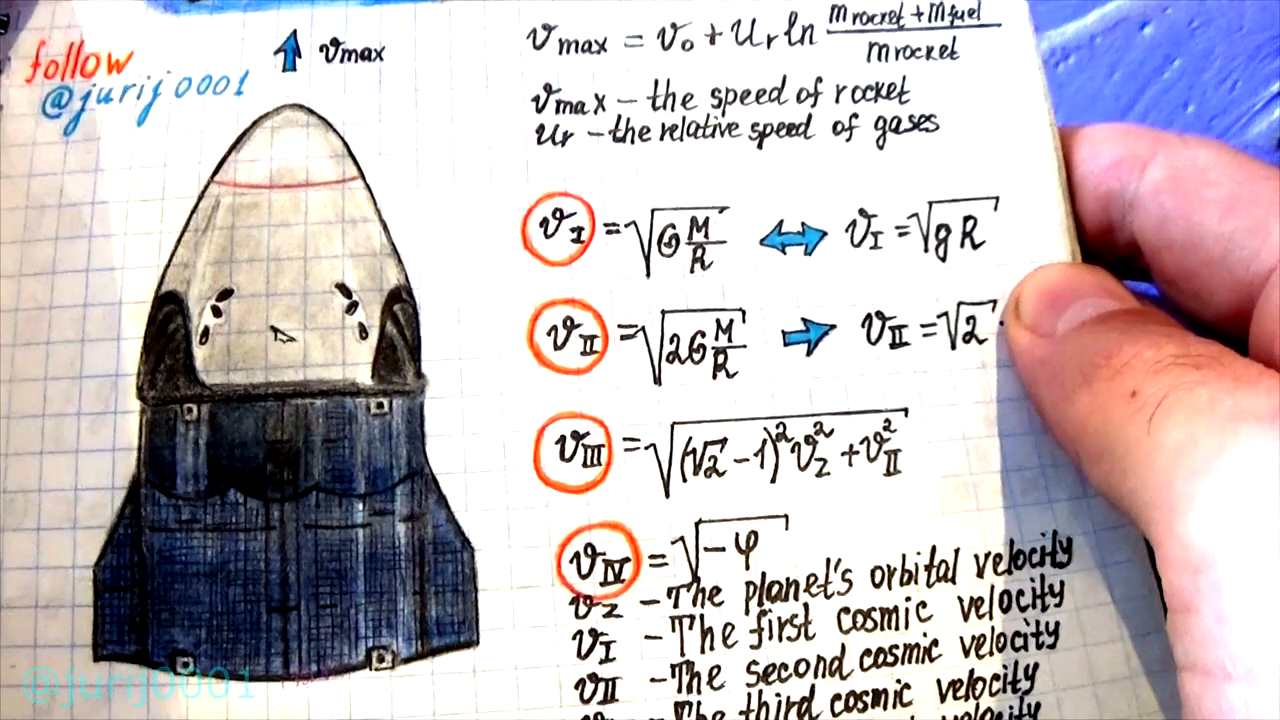 follow
@jurij0001
vmax
vmax = v₀ + Ur ln (mrocket + mfuel)/mrocket
vmax – the speed of rocket
ur – the relative speed of gases
vI = √(G M/R) ↔ vI = √(gR)
vII = √(2G M/R) → vII = √2 ·
vIII = √((√2 – 1)² vz² + vII²)
vIV = √(–φ)
vz – The planet's orbital velocity
vI – The first cosmic velocity
vII – The second cosmic velocity
The third cosmic velocity
@jurij0001